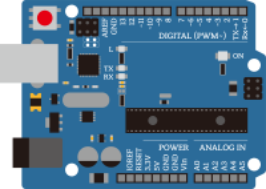 AREF
GND
13
12
11
~10
~9
8
7
~6
~5
4
~3
2
TX→1
RX←0
DIGITAL (PWM~)
L
TX
RX
ON
POWER
ANALOG IN
IOREF
RESET
3.3V
5V
GND
GND
Vin
A0
A1
A2
A3
A4
A5